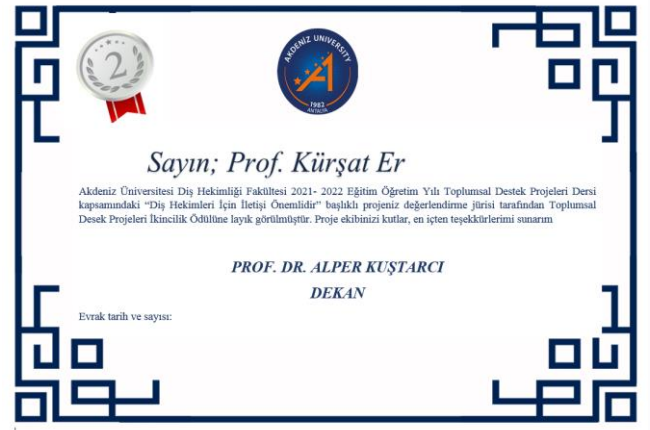 2
AKDENİZ UNIVERSITY
1982
ANTALYA
Sayın; Prof. Kürşat Er
Akdeniz Üniversitesi Diş Hekimliği Fakültesi 2021- 2022 Eğitim Öğretim Yılı Toplumsal Destek Projeleri Dersi
kapsamındaki “Diş Hekimleri İçin İletişi Önemlidir” başlıklı projeniz değerlendirme jürisi tarafından Toplumsal
Desek Projeleri İkincilik Ödülüne layık görülmüştür. Proje ekibinizi kutlar, en içten teşekkürlerimi sunarım
PROF. DR. ALPER KUŞTARCI
DEKAN
Evrak tarih ve sayısı: